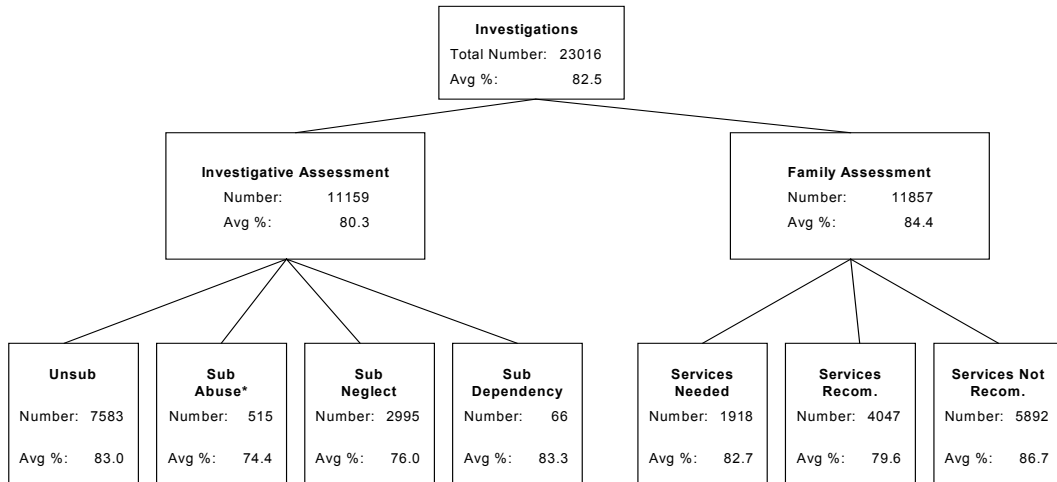 Investigations
Total Number: 23016
Avg %: 82.5
Investigative Assessment
Number: 11159
Avg %: 80.3
Family Assessment
Number: 11857
Avg %: 84.4
Unsub
Number: 7583
Avg %: 83.0
Sub
Abuse*
Number: 515
Avg %: 74.4
Sub
Neglect
Number: 2995
Avg %: 76.0
Sub
Dependency
Number: 66
Avg %: 83.3
Services
Needed
Number: 1918
Avg %: 82.7
Services
Recom.
Number: 4047
Avg %: 79.6
Services Not
Recom.
Number: 5892
Avg %: 86.7